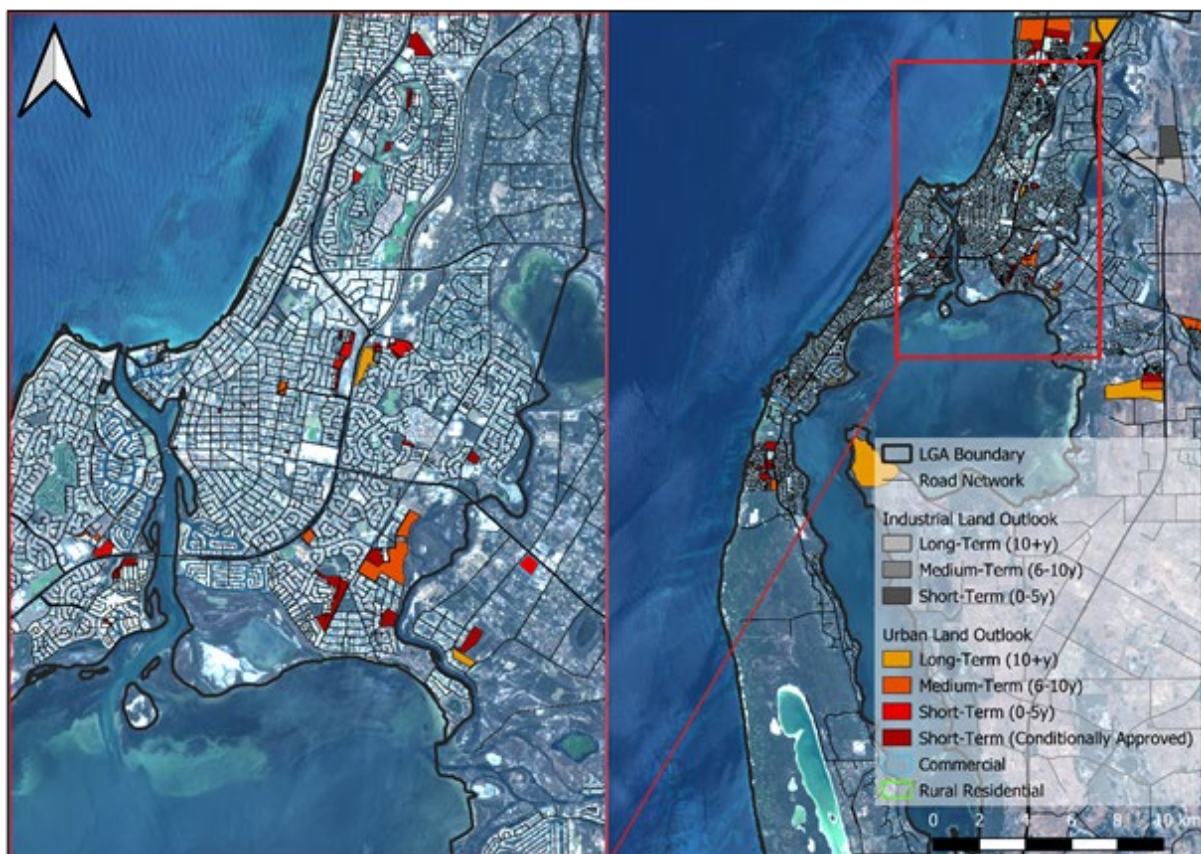 LGA Boundary
Road Network
Industrial Land Outlook
Long-Term (10+y)
Medium-Term (6-10y)
Short-Term (0-5y)
Urban Land Outlook
Long-Term (10+y)
Medium-Term (6-10y)
Short-Term (0-5y)
Short-Term (Conditionally Approved)
Commercial
Rural Residential
0 2 4 6 8 10 km